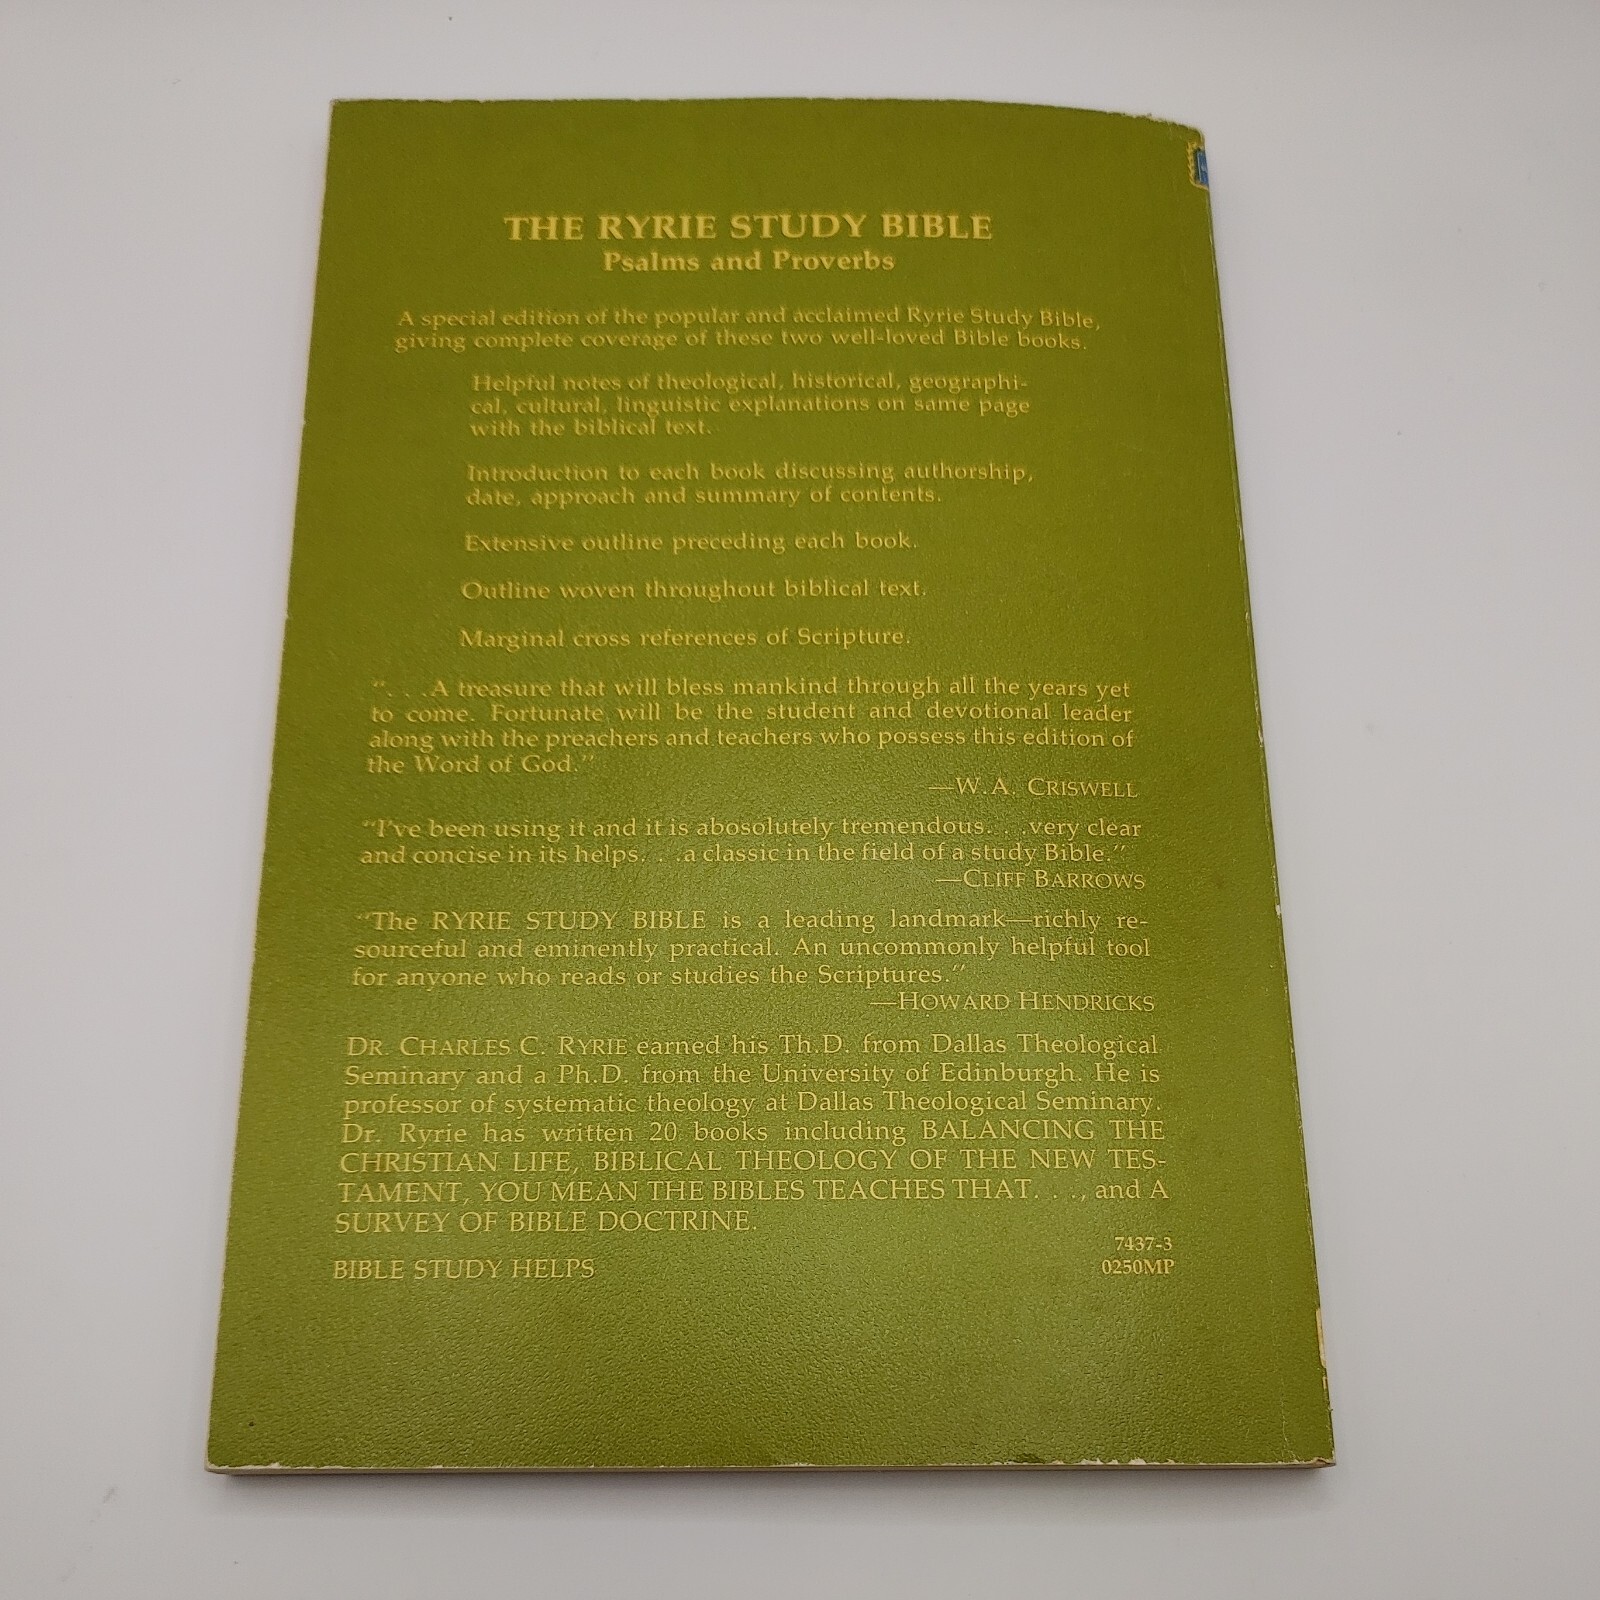 THE RYRIE STUDY BIBLE
Psalms and Proverbs
A special edition of the popular and acclaimed Ryrie Study Bible,
giving complete coverage of these two well-loved Bible books.
Helpful notes of theological, historical, geographi-
cal, cultural, linguistic explanations on same page
with the biblical text.
Introduction to each book discussing authorship,
date, approach and summary of contents.
Extensive outline preceding each book.
Outline woven throughout biblical text.
Marginal cross references of Scripture.
“. . .A treasure that will bless mankind through all the years yet
to come. Fortunate will be the student and devotional leader
along with the preachers and teachers who possess this edition of
the Word of God.”
—W.A. CRISWELL
“I've been using it and it is abosolutely tremendous. . .very clear
and concise in its helps. . .a classic in the field of a study Bible.”
—CLIFF BARROWS
“The RYRIE STUDY BIBLE is a leading landmark—richly re-
sourceful and eminently practical. An uncommonly helpful tool
for anyone who reads or studies the Scriptures.”
—HOWARD HENDRICKS
DR. CHARLES C. RYRIE earned his Th.D. from Dallas Theological
Seminary and a Ph.D. from the University of Edinburgh. He is
professor of systematic theology at Dallas Theological Seminary.
Dr. Ryrie has written 20 books including BALANCING THE
CHRISTIAN LIFE, BIBLICAL THEOLOGY OF THE NEW TES-
TAMENT, YOU MEAN THE BIBLES TEACHES THAT. . ., and A
SURVEY OF BIBLE DOCTRINE.
7437-3
BIBLE STUDY HELPS
0250MP